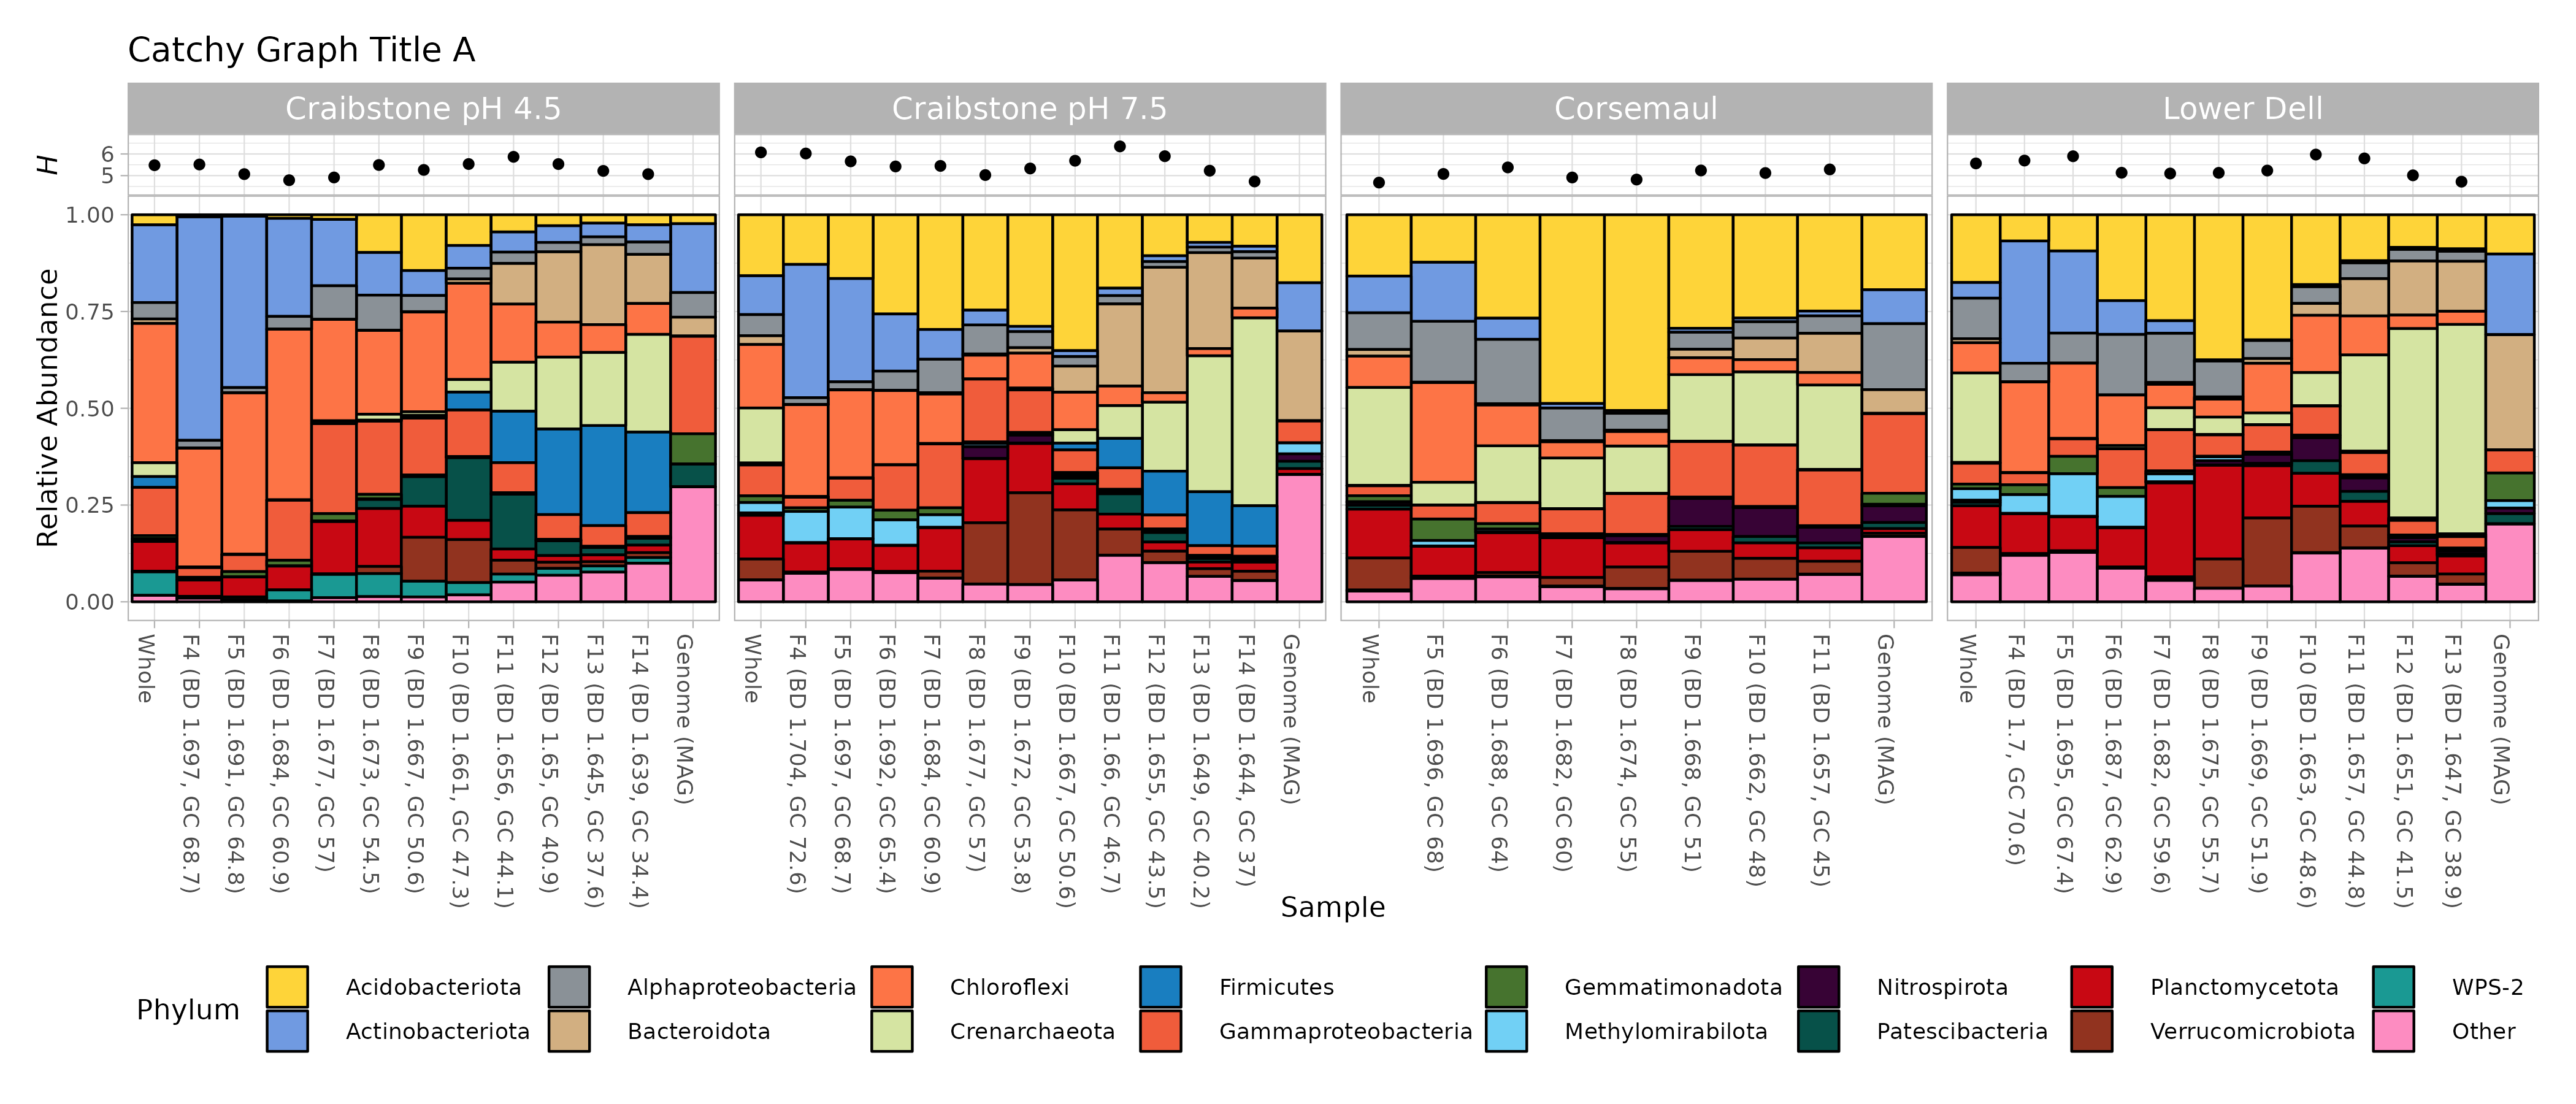 Catchy Graph Title A
Craibstone pH 4.5
Craibstone pH 7.5
Corsemaul
Lower Dell
H
6
5
Relative Abundance
1.00
0.75
0.50
0.25
0.00
Whole
F4 (BD 1.697, GC 68.7)
F5 (BD 1.691, GC 64.8)
F6 (BD 1.684, GC 60.9)
F7 (BD 1.677, GC 57)
F8 (BD 1.673, GC 54.5)
F9 (BD 1.667, GC 50.6)
F10 (BD 1.661, GC 47.3)
F11 (BD 1.656, GC 44.1)
F12 (BD 1.65, GC 40.9)
F13 (BD 1.645, GC 37.6)
F14 (BD 1.639, GC 34.4)
Genome (MAG)
Whole
F4 (BD 1.704, GC 72.6)
F5 (BD 1.697, GC 68.7)
F6 (BD 1.692, GC 65.4)
F7 (BD 1.684, GC 60.9)
F8 (BD 1.677, GC 57)
F9 (BD 1.672, GC 53.8)
F10 (BD 1.667, GC 50.6)
F11 (BD 1.66, GC 46.7)
F12 (BD 1.655, GC 43.5)
F13 (BD 1.649, GC 40.2)
F14 (BD 1.644, GC 37)
Genome (MAG)
Whole
F5 (BD 1.696, GC 68)
F6 (BD 1.688, GC 64)
F7 (BD 1.682, GC 60)
F8 (BD 1.674, GC 55)
F9 (BD 1.668, GC 51)
F10 (BD 1.662, GC 48)
F11 (BD 1.657, GC 45)
Genome (MAG)
Whole
F4 (BD 1.7, GC 70.6)
F5 (BD 1.695, GC 67.4)
F6 (BD 1.687, GC 62.9)
F7 (BD 1.682, GC 59.6)
F8 (BD 1.675, GC 55.7)
F9 (BD 1.669, GC 51.9)
F10 (BD 1.663, GC 48.6)
F11 (BD 1.657, GC 44.8)
F12 (BD 1.651, GC 41.5)
F13 (BD 1.647, GC 38.9)
Genome (MAG)
Sample
Phylum
Acidobacteriota
Actinobacteriota
Alphaproteobacteria
Bacteroidota
Chloroflexi
Crenarchaeota
Firmicutes
Gammaproteobacteria
Gemmatimonadota
Methylomirabilota
Nitrospirota
Patescibacteria
Planctomycetota
Verrucomicrobiota
WPS-2
Other